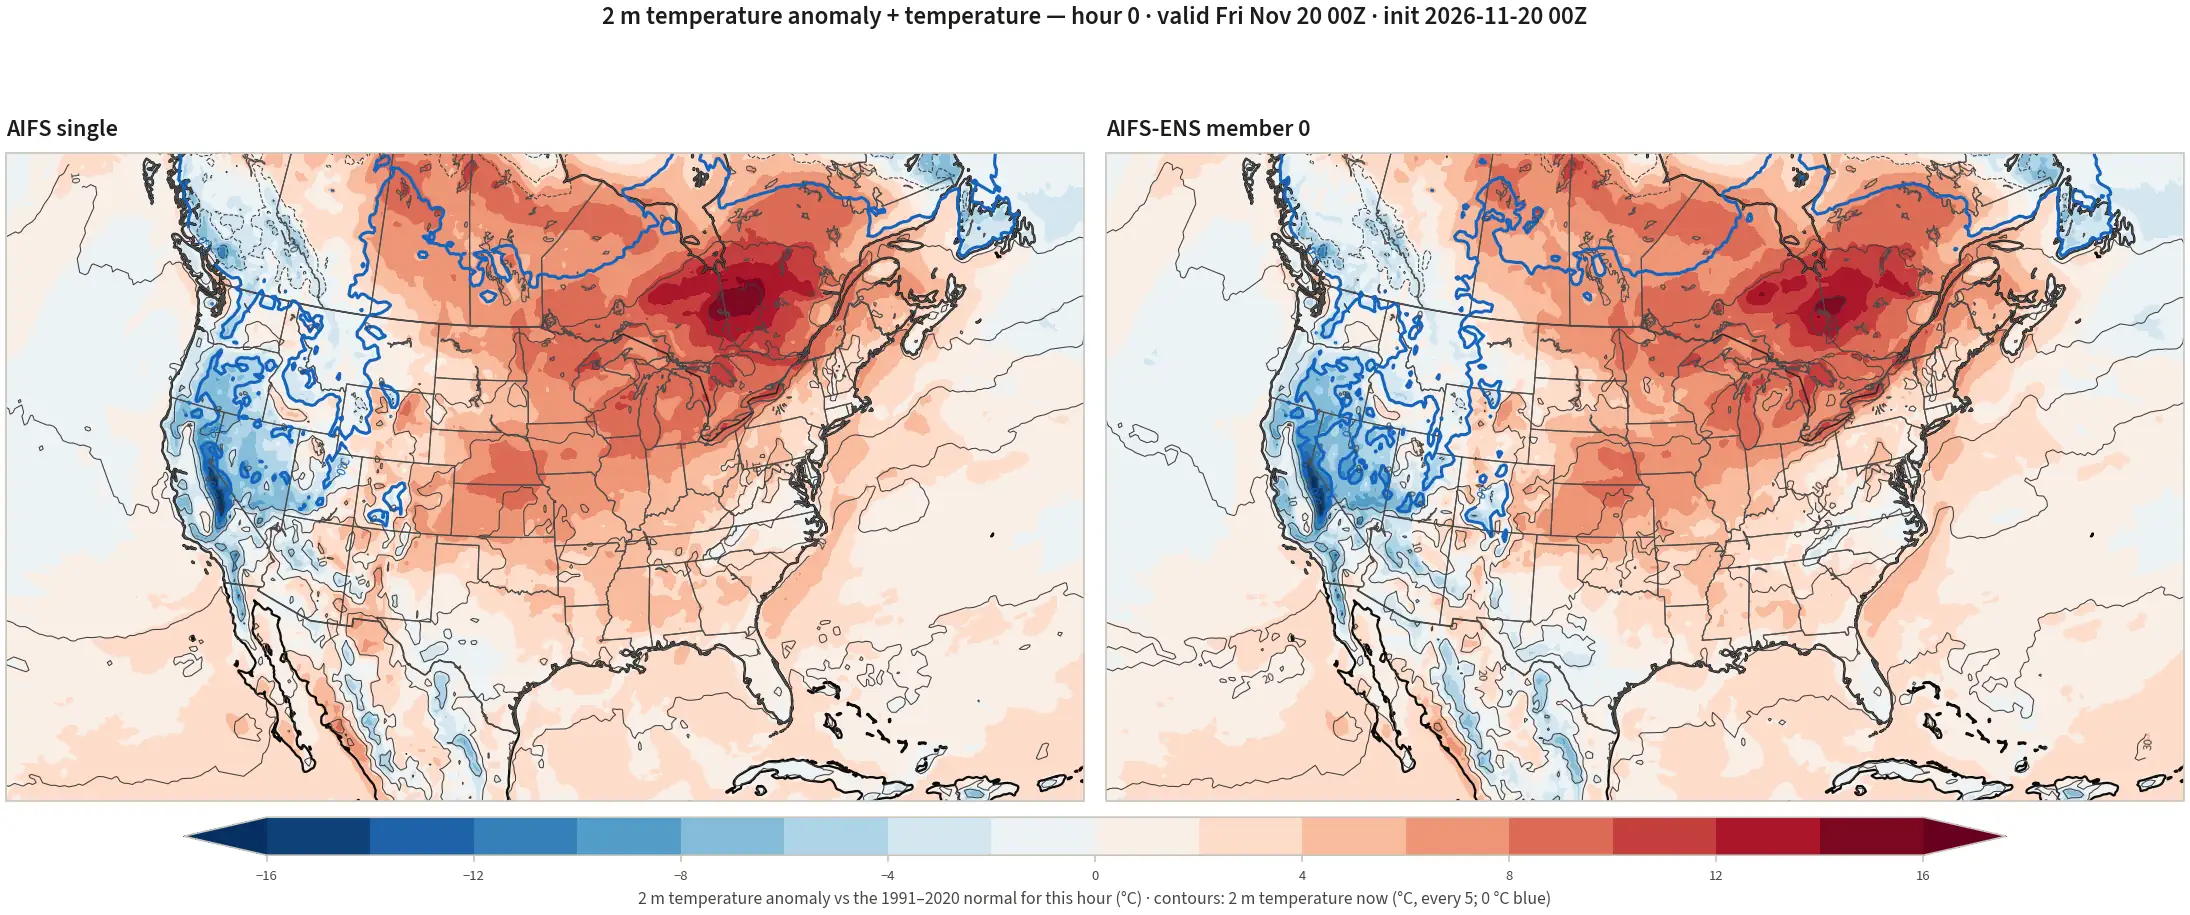 2 m temperature anomaly + temperature — hour 0 · valid Fri Nov 20 00Z · init 2026-11-20 00Z
AIFS single
AIFS-ENS member 0
−16 −12 −8 −4 0 4 8 12 16
2 m temperature anomaly vs the 1991–2020 normal for this hour (°C) · contours: 2 m temperature now (°C, every 5; 0 °C blue)